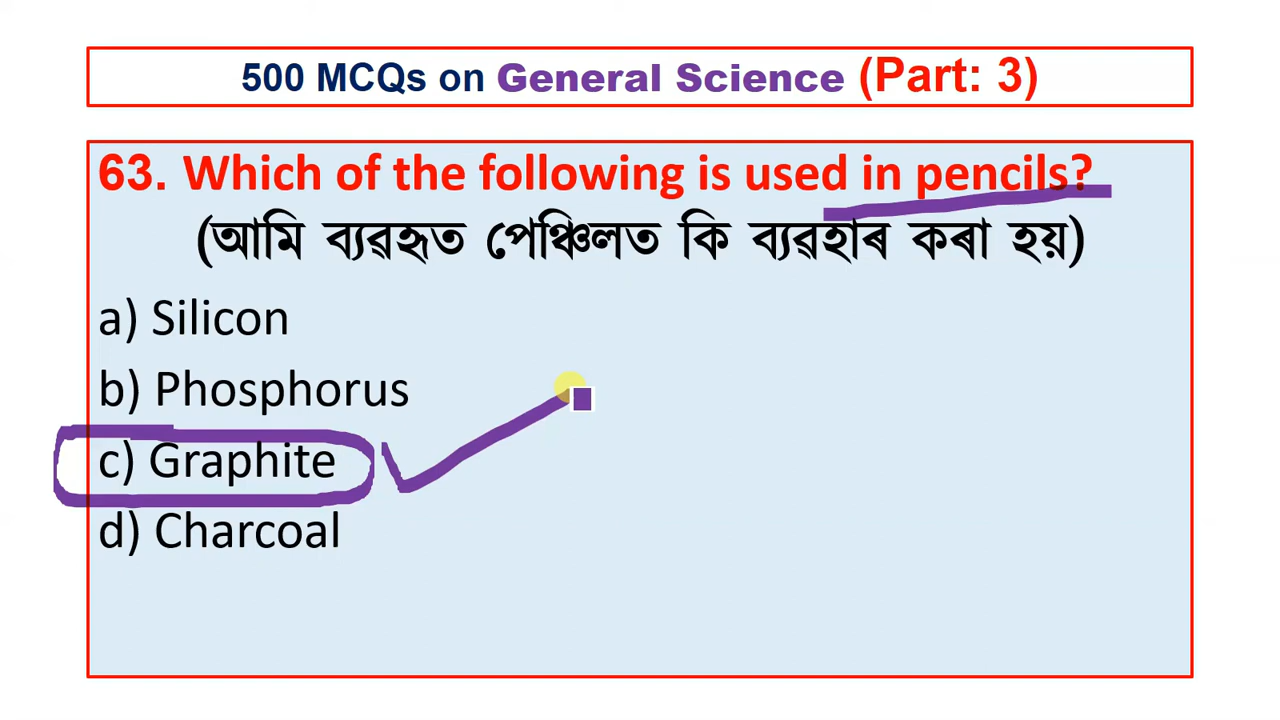 500 MCQs on General Science (Part: 3)
63. Which of the following is used in pencils?
(আমি ব্যৱহৃত পেঞ্চিলত কি ব্যৱহাৰ কৰা হয়)
a) Silicon
b) Phosphorus
c) Graphite
d) Charcoal